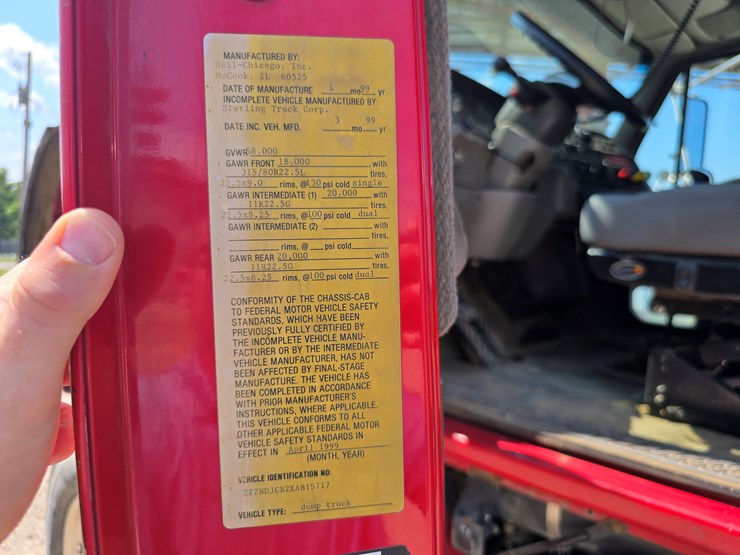 MANUFACTURED BY:
Heil-Chicago, Inc.
McCook, IL 60525
DATE OF MANUFACTURE 4 mo 99 yr
INCOMPLETE VEHICLE MANUFACTURED BY:
Sterling Truck Corp.
DATE INC. VEH. MFD. 3 mo 99 yr
GVWR 58.000
GAWR FRONT 18.000 with
315/80R22.5L tires,
22.5x9.0 rims, @130 psi cold single
GAWR INTERMEDIATE (1) 20.000 with
11R22.5G tires,
22.5x8.25 rims, @100 psi cold dual
GAWR INTERMEDIATE (2) with
tires,
rims, @ psi cold
GAWR REAR 20.000 with
11R22.5G tires,
22.5x8.25 rims, @100 psi cold dual
CONFORMITY OF THE CHASSIS-CAB
TO FEDERAL MOTOR VEHICLE SAFETY
STANDARDS, WHICH HAVE BEEN
PREVIOUSLY FULLY CERTIFIED BY
THE INCOMPLETE VEHICLE MANU-
FACTURER OR BY THE INTERMEDIATE
VEHICLE MANUFACTURER, HAS NOT
BEEN AFFECTED BY FINAL-STAGE
MANUFACTURE. THE VEHICLE HAS
BEEN COMPLETED IN ACCORDANCE
WITH PRIOR MANUFACTURER'S
INSTRUCTIONS, WHERE APPLICABLE.
THIS VEHICLE CONFORMS TO ALL
OTHER APPLICABLE FEDERAL MOTOR
VEHICLE SAFETY STANDARDS IN
EFFECT IN April 1999
(MONTH, YEAR)
VEHICLE IDENTIFICATION NO:
2FZNDJCB2XAB15717
VEHICLE TYPE: dump truck